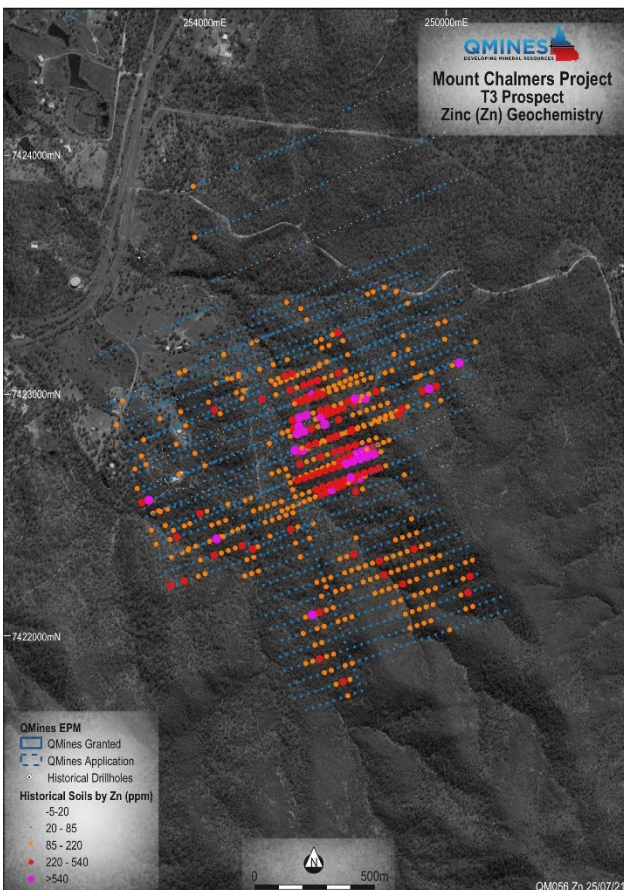 254000mE
250000mE
QMINES
DEVELOPING MINERAL RESOURCES
Mount Chalmers Project
T3 Prospect
Zinc (Zn) Geochemistry
7424000mN
7423000mN
7422000mN
QMines EPM
QMines Granted
QMines Application
Historical Drillholes
Historical Soils by Zn (ppm)
-5-20
20 - 85
85 - 220
220 - 540
>540
N
0 500m
QM056 Zn 25/07/21